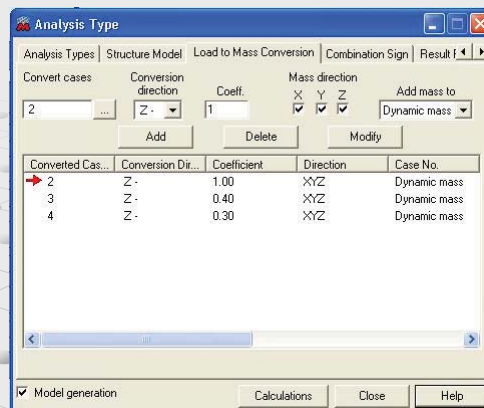 Analysis Type
Analysis Types Structure Model Load to Mass Conversion Combination Sign Result F
Convert cases Conversion direction Coeff. Mass direction X Y Z Add mass to
2 ... Z - 1 Dynamic mass
Add Delete Modify
Converted Cas... Conversion Dir... Coefficient Direction Case No.
2 Z - 1.00 XYZ Dynamic mass
3 Z - 0.40 XYZ Dynamic mass
4 Z - 0.30 XYZ Dynamic mass
Model generation Calculations Close Help